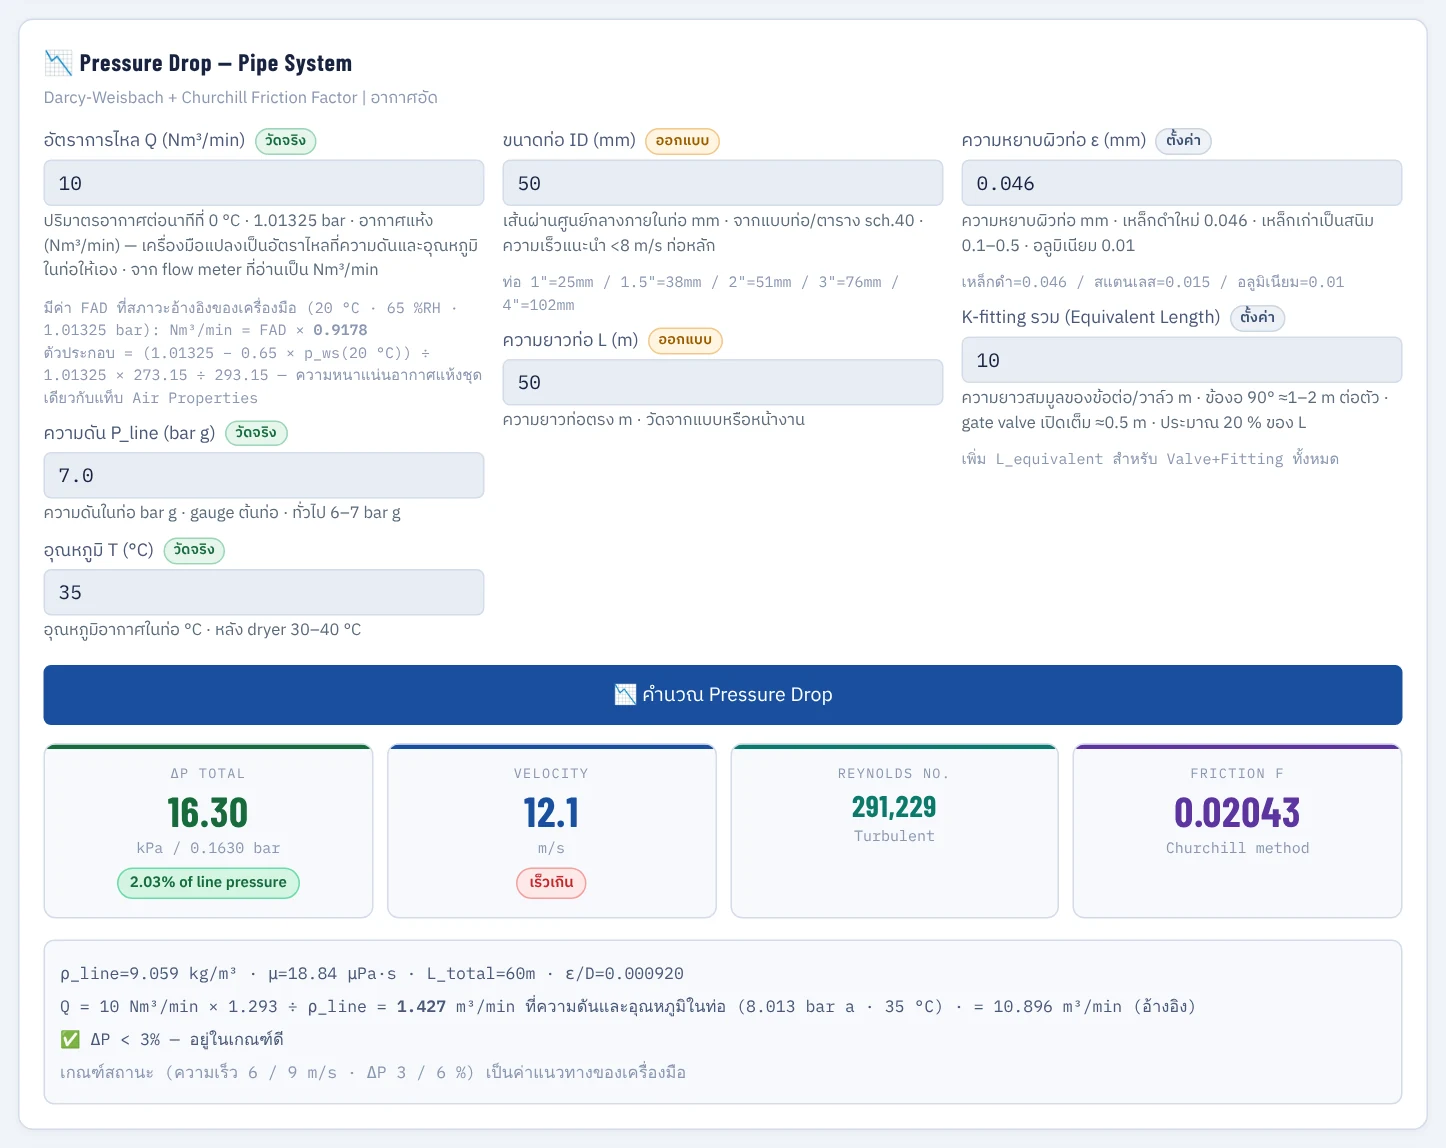 Pressure Drop — Pipe System
Darcy-Weisbach + Churchill Friction Factor | อากาศอัด
อัตราการไหล Q (Nm³/min) วัดจริง
10
ปริมาตรอากาศต่อนาทีที่ 0 °C · 1.01325 bar · อากาศแห้ง
(Nm³/min) — เครื่องมือแปลงเป็นอัตราไหลที่ความดันและอุณหภูมิ
ในท่อให้เอง · จาก flow meter ที่อ่านเป็น Nm³/min
มีค่า FAD ที่สภาวะอ้างอิงของเครื่องมือ (20 °C · 65 %RH ·
1.01325 bar): Nm³/min = FAD × 0.9178
ตัวประกอบ = (1.01325 − 0.65 × p_ws(20 °C)) ÷
1.01325 × 273.15 ÷ 293.15 — ความหนาแน่นอากาศแห้งชุด
เดียวกับแท็บ Air Properties
ความดัน P_line (bar g) วัดจริง
7.0
ความดันในท่อ bar g · gauge ต้นท่อ · ทั่วไป 6–7 bar g
อุณหภูมิ T (°C) วัดจริง
35
อุณหภูมิอากาศในท่อ °C · หลัง dryer 30–40 °C
ขนาดท่อ ID (mm) ออกแบบ
50
เส้นผ่านศูนย์กลางภายในท่อ mm · จากแบบท่อ/ตาราง sch.40 ·
ความเร็วแนะนำ <8 m/s ท่อหลัก
ท่อ 1"=25mm / 1.5"=38mm / 2"=51mm / 3"=76mm /
4"=102mm
ความยาวท่อ L (m) ออกแบบ
50
ความยาวท่อตรง m · วัดจากแบบหรือหน้างาน
ความหยาบผิวท่อ ε (mm) ตั้งค่า
0.046
ความหยาบผิวท่อ mm · เหล็กดำใหม่ 0.046 · เหล็กเก่าเป็นสนิม
0.1–0.5 · อลูมิเนียม 0.01
เหล็กดำ=0.046 / สแตนเลส=0.015 / อลูมิเนียม=0.01
K-fitting รวม (Equivalent Length) ตั้งค่า
10
ความยาวสมมูลของข้อต่อ/วาล์ว m · ข้องอ 90° ≈1–2 m ต่อตัว ·
gate valve เปิดเต็ม ≈0.5 m · ประมาณ 20 % ของ L
เพิ่ม L_equivalent สำหรับ Valve+Fitting ทั้งหมด
คำนวณ Pressure Drop
ΔP TOTAL
16.30
kPa / 0.1630 bar
2.03% of line pressure
VELOCITY
12.1
m/s
เร็วเกิน
REYNOLDS NO.
291,229
Turbulent
FRICTION F
0.02043
Churchill method
ρ_line=9.059 kg/m³ · μ=18.84 μPa·s · L_total=60m · ε/D=0.000920
Q = 10 Nm³/min × 1.293 ÷ ρ_line = 1.427 m³/min ที่ความดันและอุณหภูมิในท่อ (8.013 bar a · 35 °C) · = 10.896 m³/min (อ้างอิง)
✅ ΔP < 3% — อยู่ในเกณฑ์ดี
เกณฑ์สถานะ (ความเร็ว 6 / 9 m/s · ΔP 3 / 6 %) เป็นค่าแนวทางของเครื่องมือ